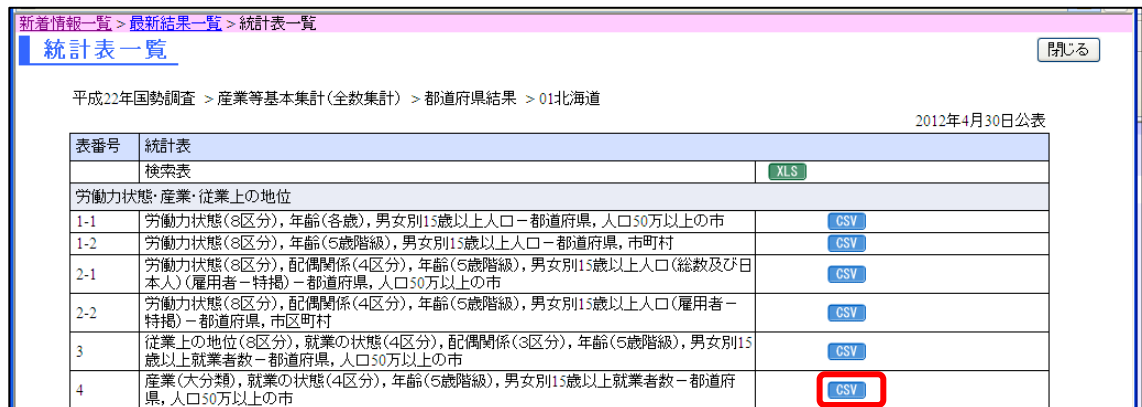 新着情報一覧 > 最新結果一覧 > 統計表一覧
統計表一覧
閉じる
平成22年国勢調査 > 産業等基本集計(全数集計) > 都道府県結果 > 01北海道
2012年4月30日公表
表番号 統計表
検索表 XLS
労働力状態・産業・従業上の地位
1-1 労働力状態(8区分),年齢(各歳),男女別15歳以上人口-都道府県,人口50万以上の市 CSV
1-2 労働力状態(8区分),年齢(5歳階級),男女別15歳以上人口-都道府県,市町村 CSV
2-1 労働力状態(8区分),配偶関係(4区分),年齢(5歳階級),男女別15歳以上人口(総数及び日
本人)(雇用者-特掲)-都道府県,人口50万以上の市 CSV
2-2 労働力状態(8区分),配偶関係(4区分),年齢(5歳階級),男女別15歳以上人口(雇用者-
特掲)-都道府県,市区町村 CSV
3 従業上の地位(8区分),就業の状態(4区分),配偶関係(3区分),年齢(5歳階級),男女別15
歳以上就業者数-都道府県,人口50万以上の市 CSV
4 産業(大分類),就業の状態(4区分),年齢(5歳階級),男女別15歳以上就業者数-都道府
県,人口50万以上の市 CSV